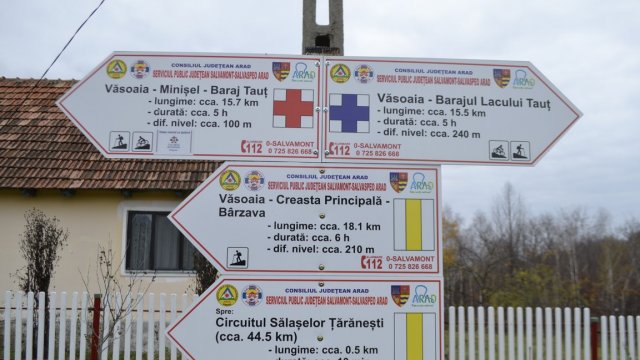 CONSILIUL JUDEȚEAN ARAD
SERVICIUL PUBLIC JUDEȚEAN SALVAMONT-SALVASPEO ARAD
ARAD
Văsoaia - Minișel - Baraj Tauț
- lungime: cca. 15.7 km
- durată: cca. 5 h
- dif. nivel: cca. 100 m
112
0-SALVAMONT
0 725 826 668
CONSILIUL JUDEȚEAN ARAD
SERVICIUL PUBLIC JUDEȚEAN SALVAMONT-SALVASPEO ARAD
ARAD
Văsoaia - Barajul Lacului Tauț
- lungime: cca. 15.5 km
- durată: cca. 5 h
- dif. nivel: cca. 240 m
112
0-SALVAMONT
0 725 826 668
CONSILIUL JUDEȚEAN ARAD
SERVICIUL PUBLIC JUDEȚEAN SALVAMONT-SALVASPEO ARAD
ARAD
Văsoaia - Creasta Principală -
Bârzava
- lungime: cca. 18.1 km
- durată: cca. 6 h
- dif. nivel: cca. 210 m
112
0-SALVAMONT
0 725 826 668
CONSILIUL JUDEȚEAN ARAD
SERVICIUL PUBLIC JUDEȚEAN SALVAMONT-SALVASPEO ARAD
ARAD
Spre:
Circuitul Sălașelor Țărănești
(cca. 44.5 km)
- lungime: cca. 0.5 km